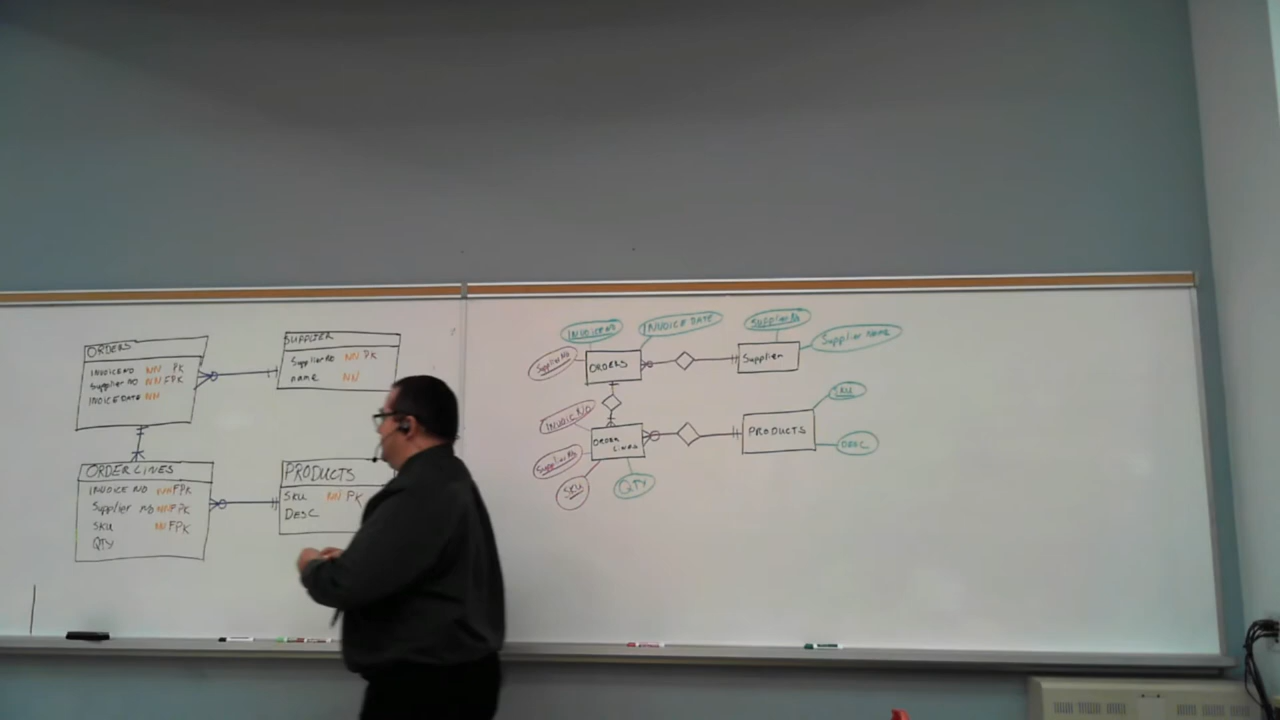 ORDERS
INVOICENO NN PK
Supplier no NN FPK
INOICE DATE NN
SUPPLIER
Supplier no NN PK
name NN
ORDER LINES
INVOICE NO NN FPK
Supplier no NN FPK
SKU NN FPK
QTY
PRODUCTS
SKU NN PK
DESC
INVOICE NO
INVOICE DATE
Supplier No
ORDERS
Supplier No
Supplier Name
Supplier
INVOICE NO
Supplier No
SKU
QTY
ORDER
LINES
SKU
DESC
PRODUCTS